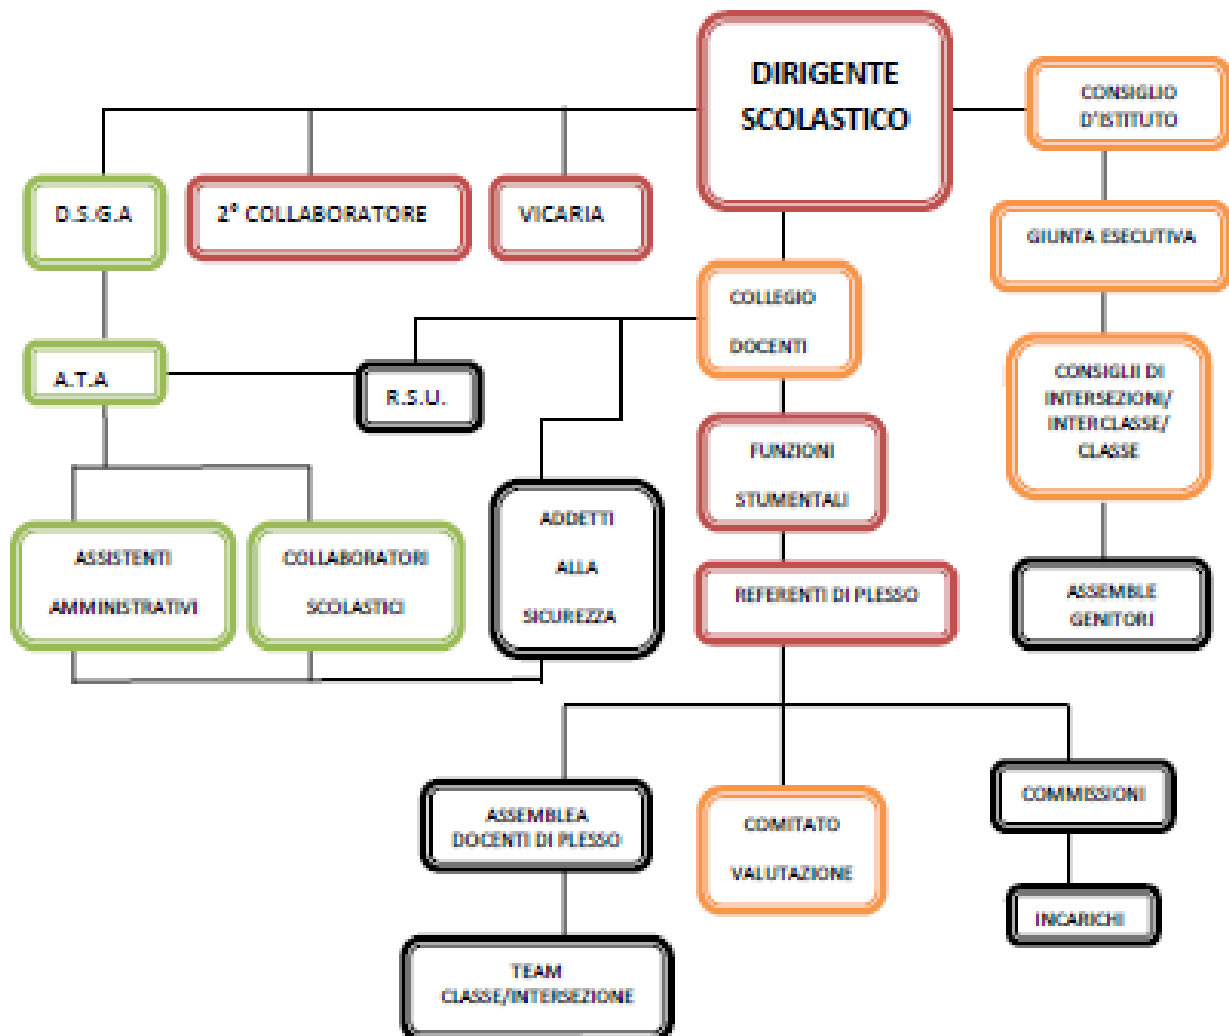 DIRIGENTE
SCOLASTICO
CONSIGLIO
D'ISTITUTO
D.S.G.A
2° COLLABORATORE
VICARIA
GIUNTA ESECUTIVA
COLLEGIO
DOCENTI
A.T.A
R.S.U.
CONSIGLII DI
INTERSEZIONI/
INTERCLASSE/
CLASSE
FUNZIONI
STUMENTALI
ASSISTENTI
AMMINISTRATIVI
COLLABORATORI
SCOLASTICI
ADDETTI
ALLA
SICUREZZA
REFERENTI DI PLESSO
ASSEMBLE
GENITORI
ASSEMBLEA
DOCENTI DI PLESSO
COMITATO
VALUTAZIONE
COMMISSIONI
INCARICHI
TEAM
CLASSE/INTERSEZIONE